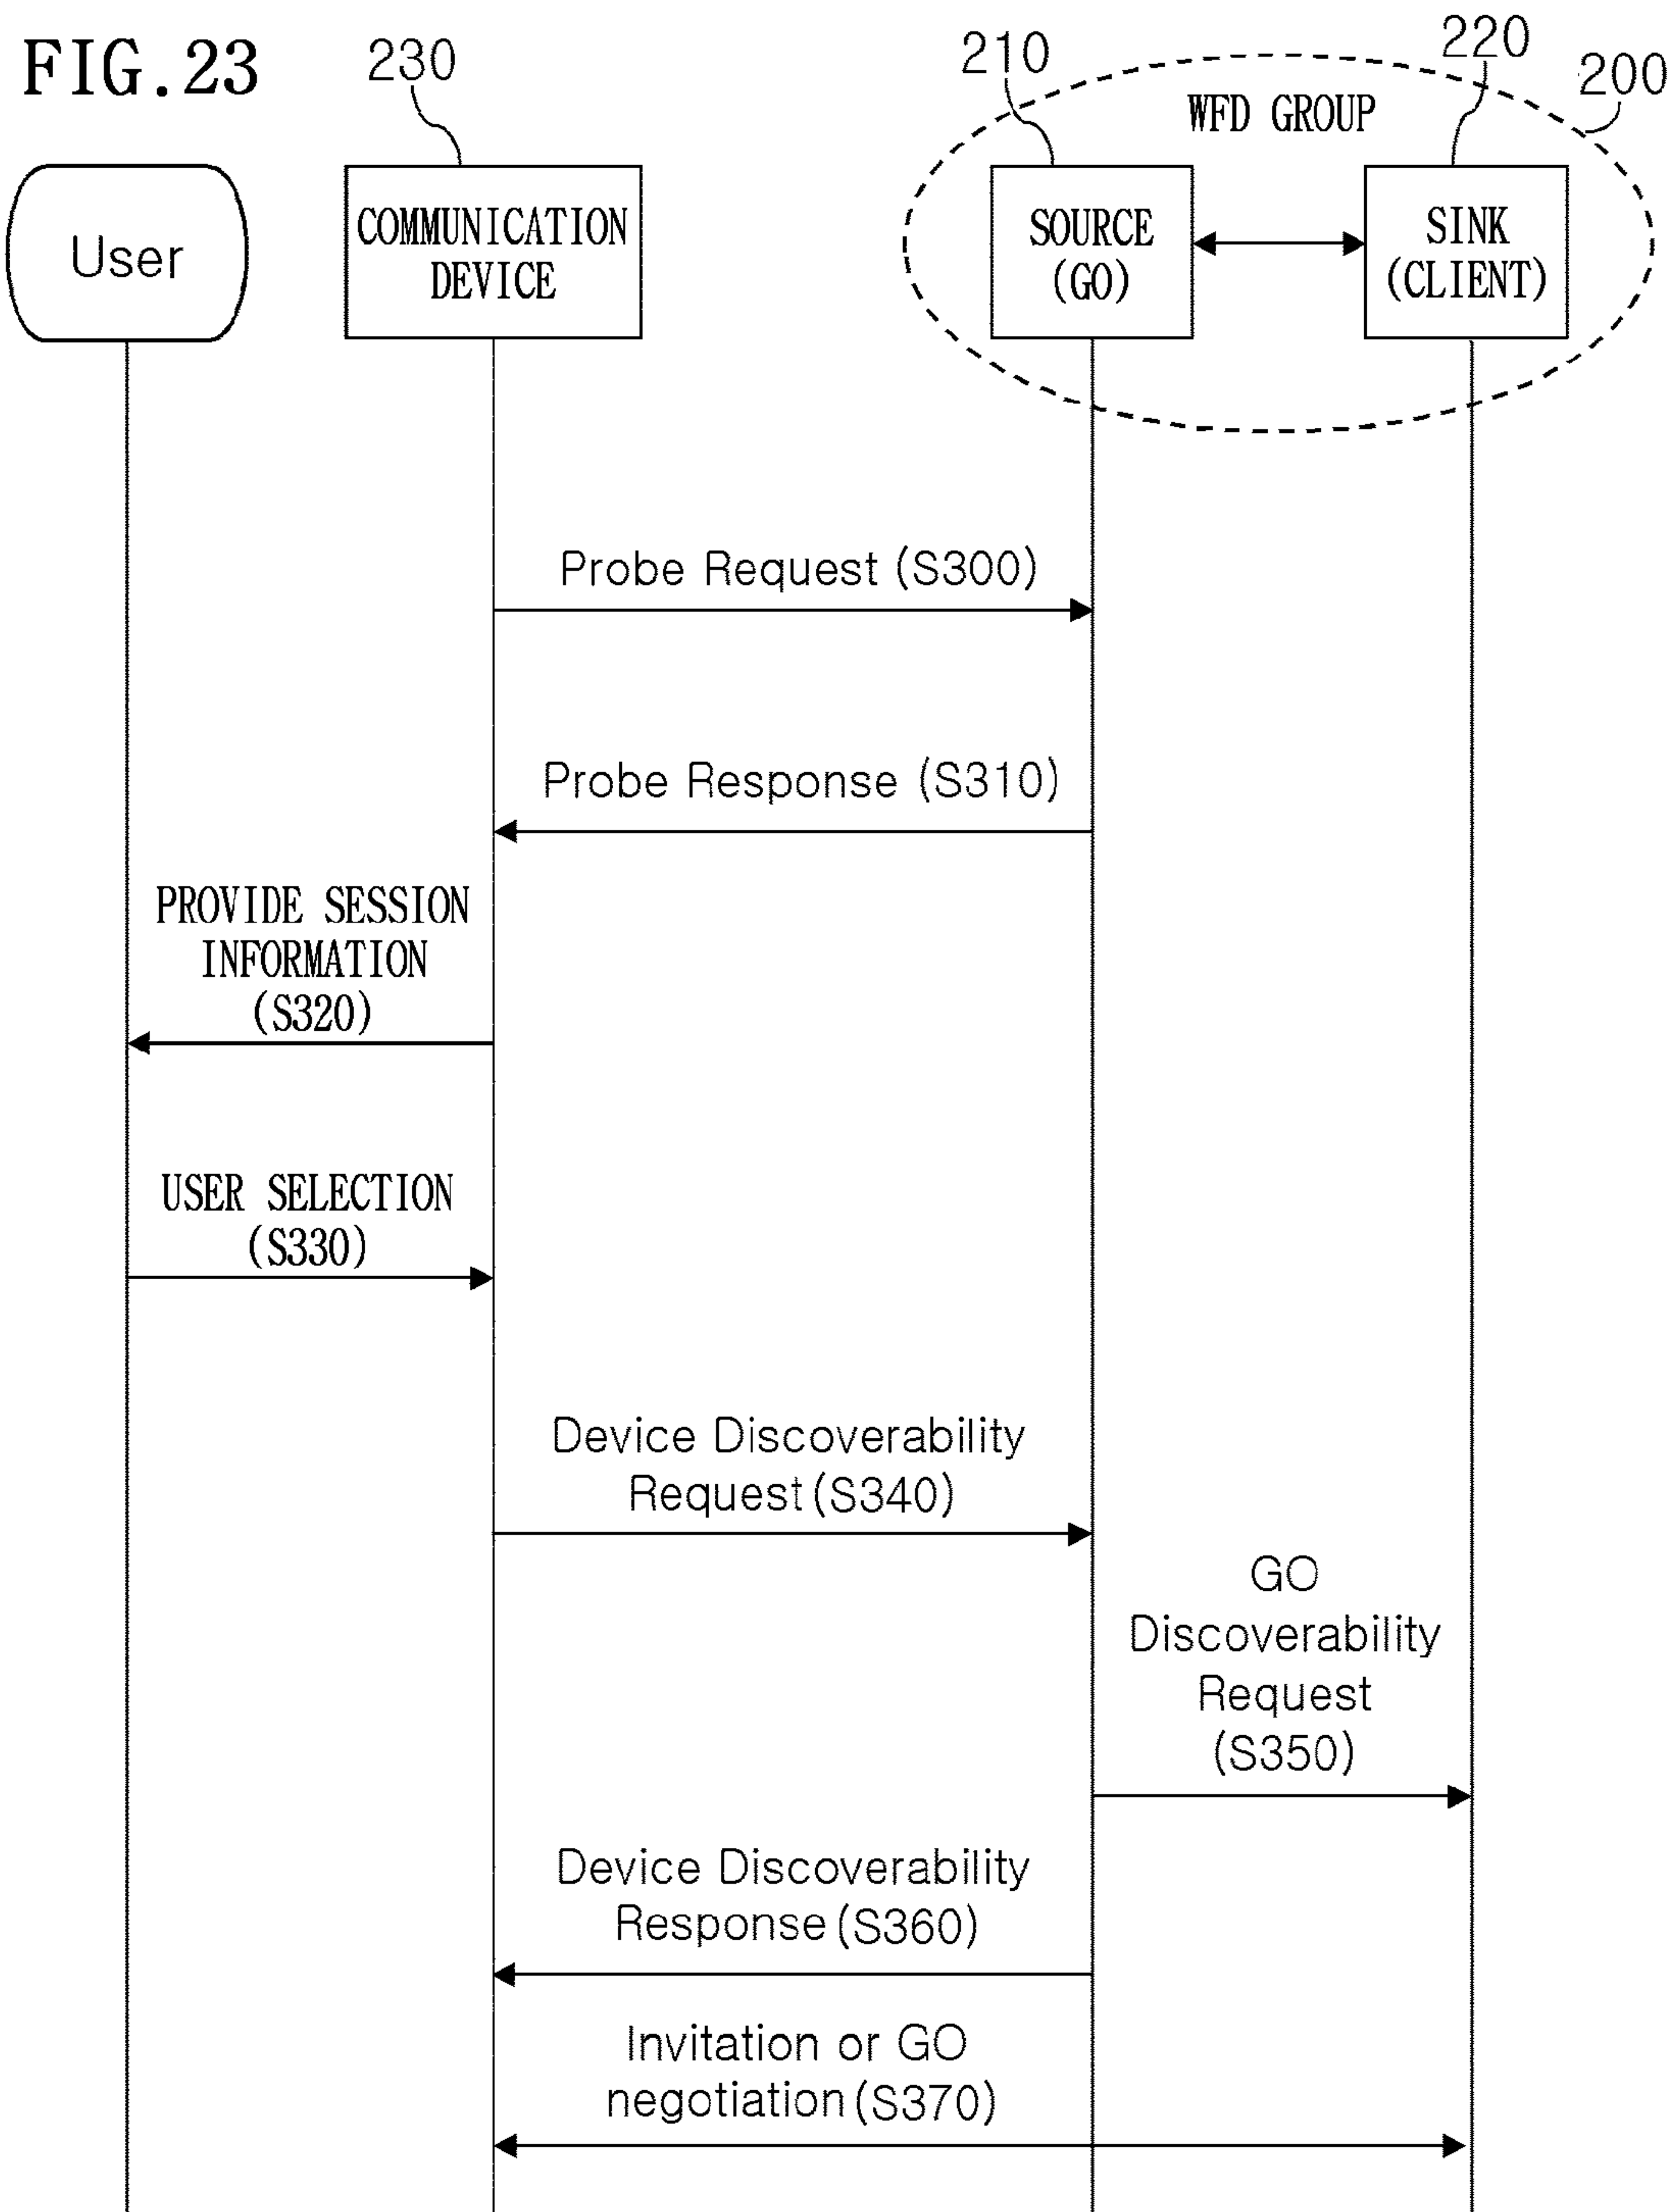 FIG.23
230
210
220
200
WFD GROUP
User
COMMUNICATION
DEVICE
SOURCE
(GO)
SINK
(CLIENT)
Probe Request (S300)
Probe Response (S310)
PROVIDE SESSION
INFORMATION
(S320)
USER SELECTION
(S330)
Device Discoverability
Request (S340)
GO
Discoverability
Request
(S350)
Device Discoverability
Response (S360)
Invitation or GO
negotiation (S370)